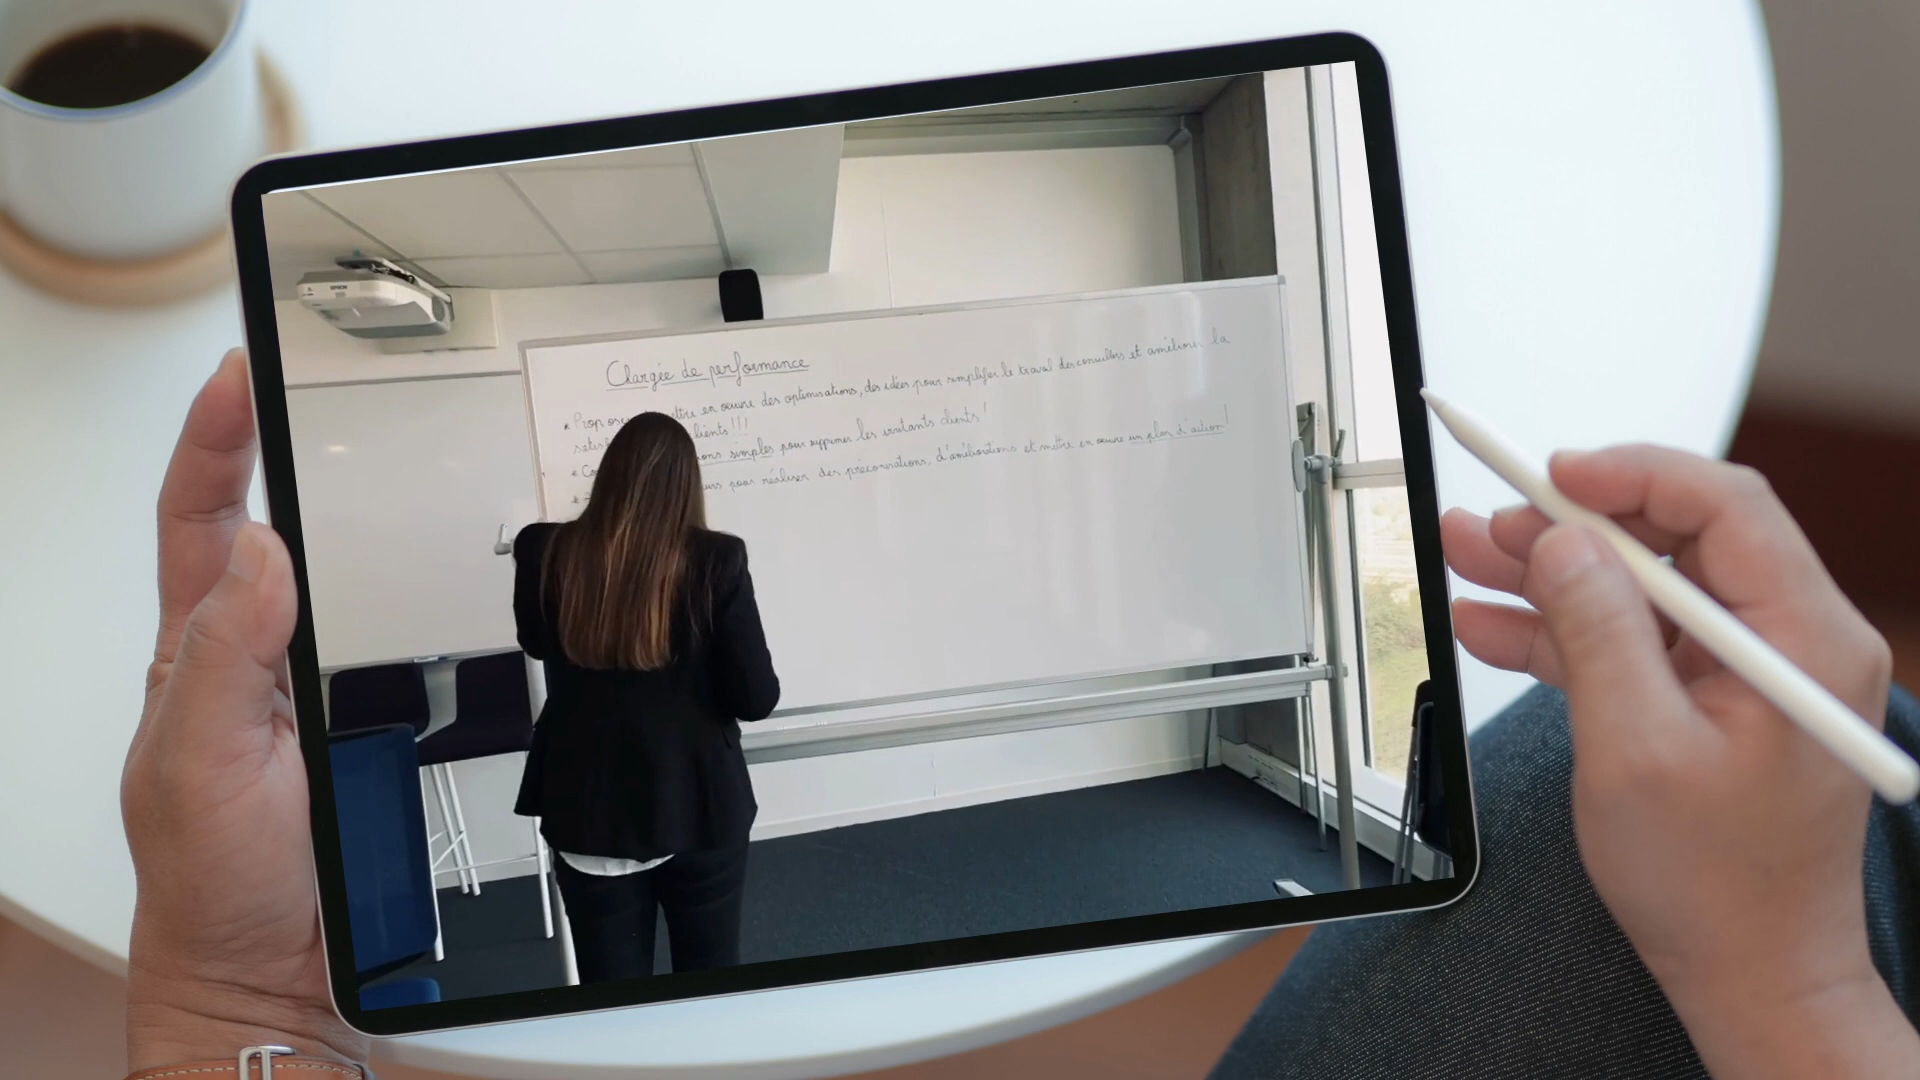 EPSON
Chargée de performance
* Proposer mettre en oeuvre des optimisations, des idées pour simplifier le travail des conseillers et améliorer la
satis clients !!!
* Co ons simples pour supprimer les irritants clients !
* urs pour réaliser des préconisations, d'améliorations et mettre en oeuvre un plan d'action !